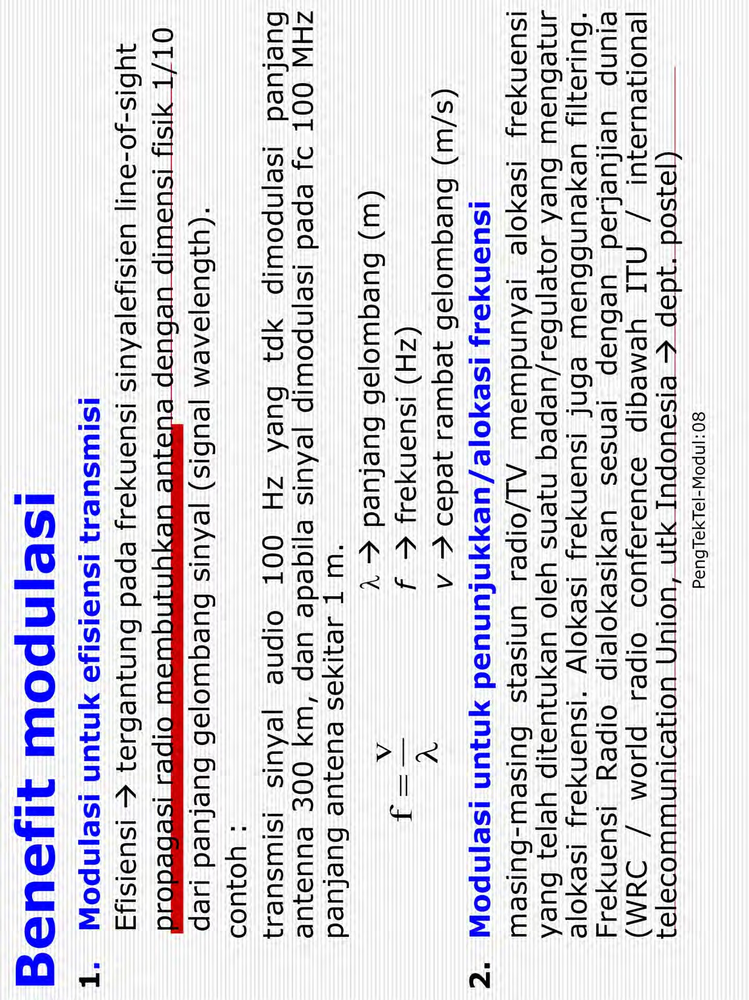 Benefit modulasi
1. Modulasi untuk efisiensi transmisi
Efisiensi → tergantung pada frekuensi sinyalefisien line-of-sight
propagasi radio membutuhkan antena dengan dimensi fisik 1/10
dari panjang gelombang sinyal (signal wavelength).
contoh :
transmisi sinyal audio 100 Hz yang tdk dimodulasi panjang
antenna 300 km, dan apabila sinyal dimodulasi pada fc 100 MHz
panjang antena sekitar 1 m.
f = v / λ
λ → panjang gelombang (m)
f → frekuensi (Hz)
v → cepat rambat gelombang (m/s)
2. Modulasi untuk penunjukkan/alokasi frekuensi
masing-masing stasiun radio/TV mempunyai alokasi frekuensi
yang telah ditentukan oleh suatu badan/regulator yang mengatur
alokasi frekuensi. Alokasi frekuensi juga menggunakan filtering.
Frekuensi Radio dialokasikan sesuai dengan perjanjian dunia
(WRC / world radio conference dibawah ITU / international
telecommunication Union, utk Indonesia → dept. postel)
PengTekTel-Modul:08